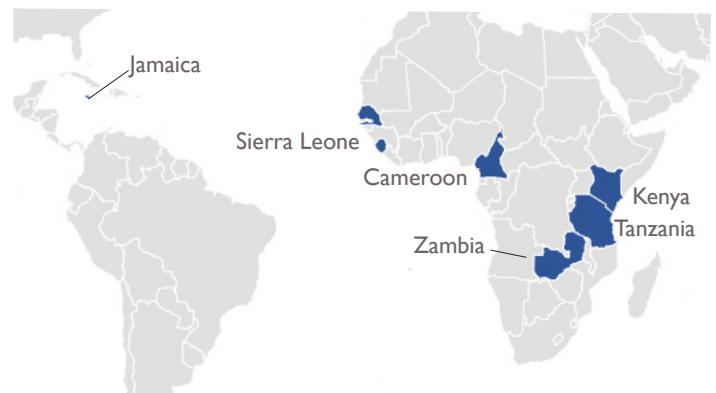 Jamaica
Sierra Leone
Cameroon
Kenya
Tanzania
Zambia